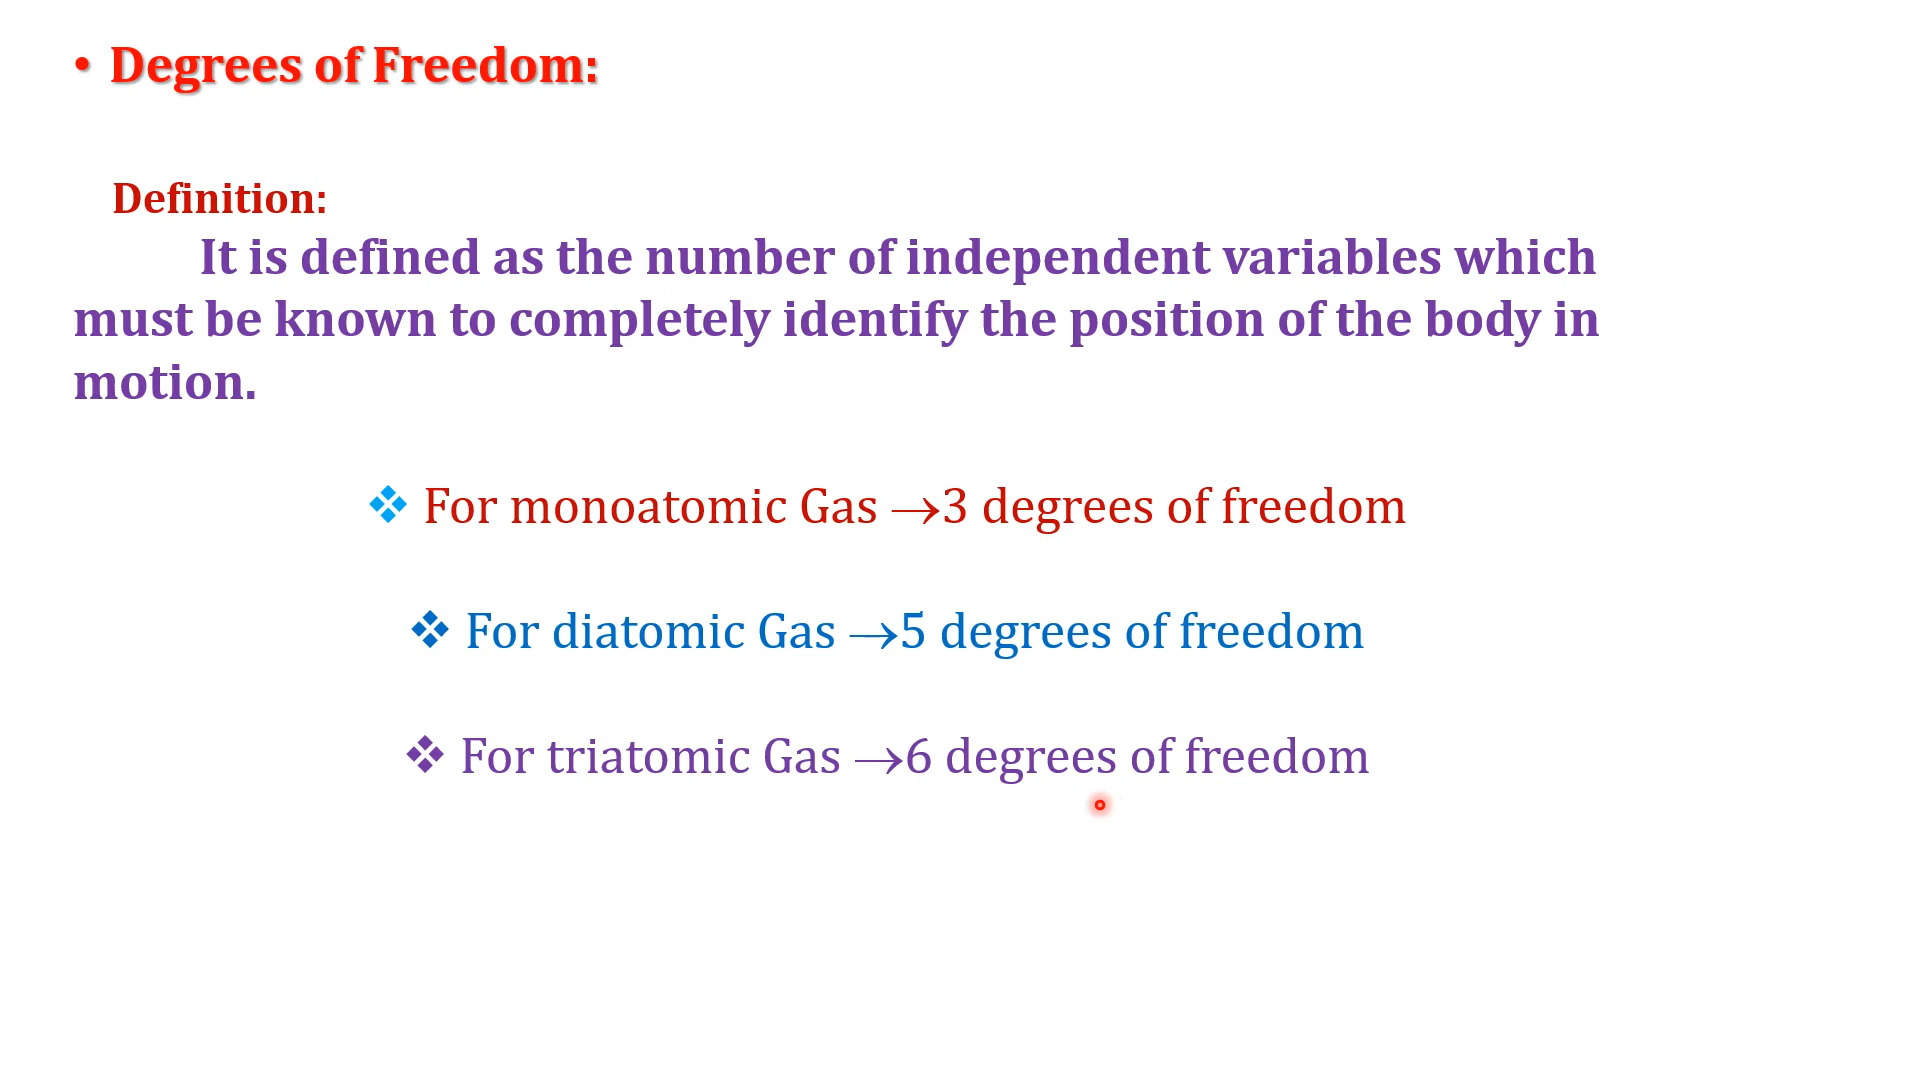 • Degrees of Freedom:
Definition:
It is defined as the number of independent variables which
must be known to completely identify the position of the body in
motion.
❖ For monoatomic Gas →3 degrees of freedom
❖ For diatomic Gas →5 degrees of freedom
❖ For triatomic Gas →6 degrees of freedom